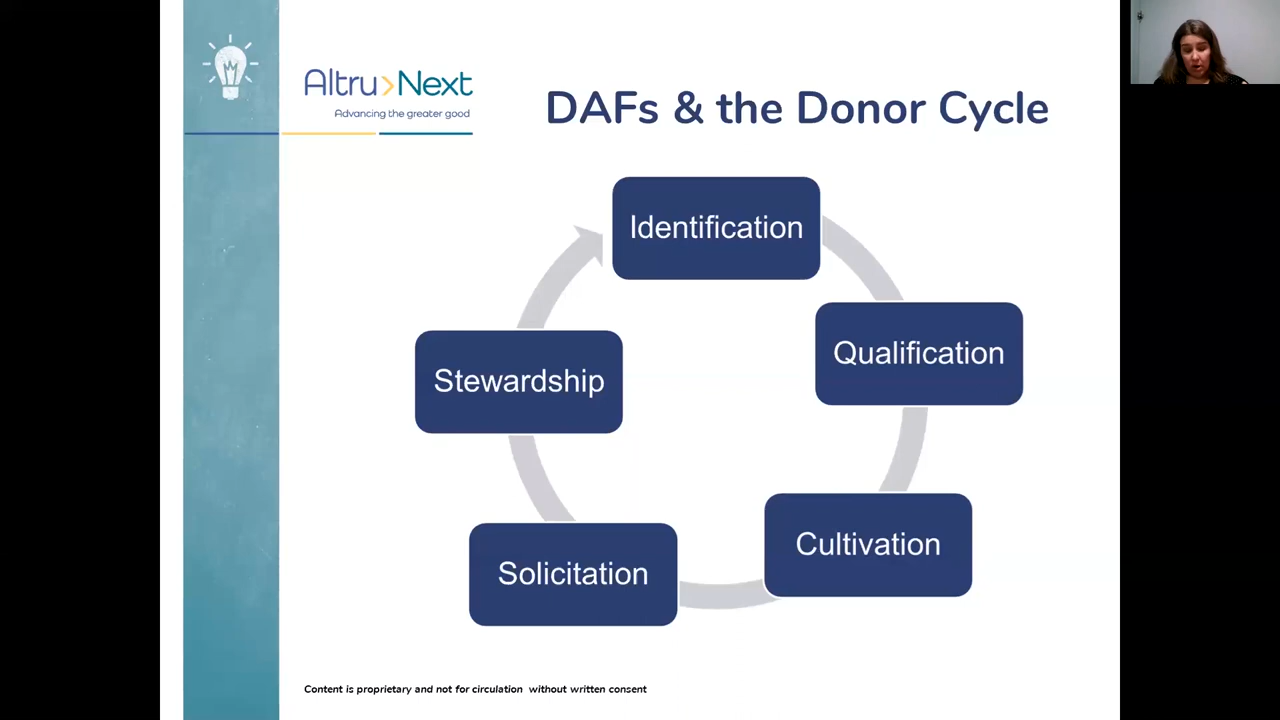 Altru>Next
Advancing the greater good
DAFs & the Donor Cycle
Identification
Qualification
Cultivation
Solicitation
Stewardship
Content is proprietary and not for circulation without written consent